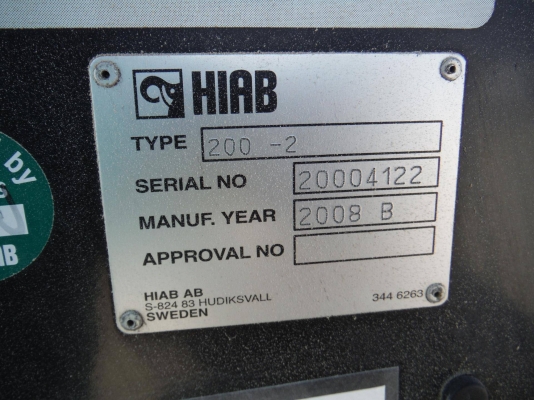 HIAB
TYPE 200 -2
SERIAL NO 20004122
MANUF. YEAR 2008 B
APPROVAL NO
HIAB AB
S-824 83 HUDIKSVALL 344 6263
SWEDEN
by